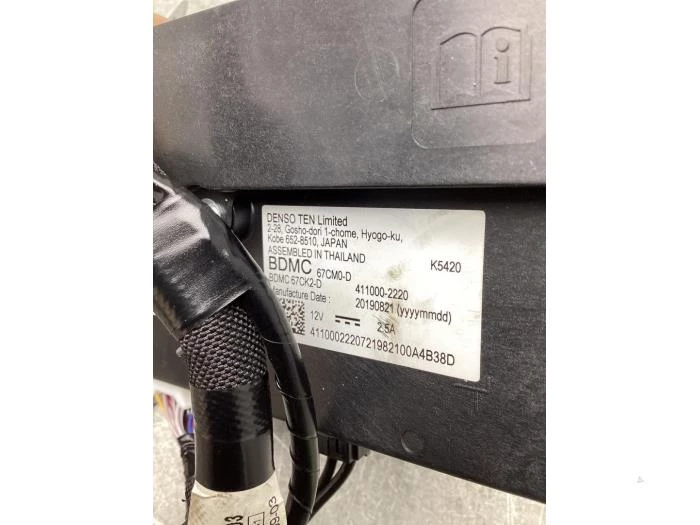 DENSO TEN Limited
2-28, Gosho-dori 1-chome, Hyogo-ku,
Kobe 652-8510, JAPAN
ASSEMBLED IN THAILAND
K5420
BDMC 67CM0-D
BDMC 67CK2-D
411000-2220
Manufacture Date : 20190821 (yyyymmdd)
12V 2.5A
4110002220721982100A4B38D